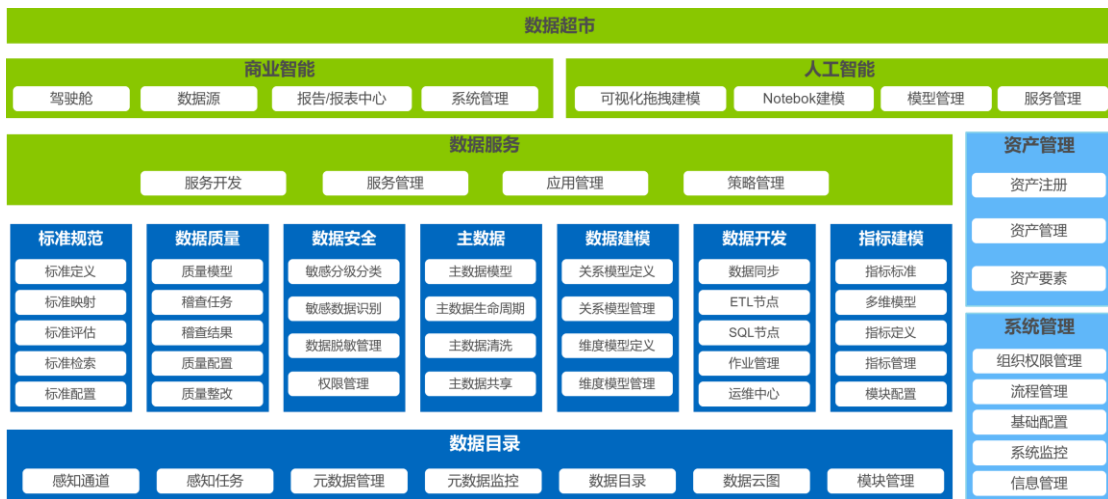 数据超市
商业智能
驾驶舱 数据源 报告/报表中心 系统管理
人工智能
可视化拖拽建模 Notebok建模 模型管理 服务管理
数据服务
服务开发 服务管理 应用管理 策略管理
标准规范
标准定义
标准映射
标准评估
标准检索
标准配置
数据质量
质量模型
稽查任务
稽查结果
质量配置
质量整改
数据安全
敏感分级分类
敏感数据识别
数据脱敏管理
权限管理
主数据
主数据模型
主数据生命周期
主数据清洗
主数据共享
数据建模
关系模型定义
关系模型管理
维度模型定义
维度模型管理
数据开发
数据同步
ETL节点
SQL节点
作业管理
运维中心
指标建模
指标标准
多维模型
指标定义
指标管理
模块配置
数据目录
感知通道 感知任务 元数据管理 元数据监控 数据目录 数据云图 模块管理
资产管理
资产注册
资产管理
资产要素
系统管理
组织权限管理
流程管理
基础配置
系统监控
信息管理